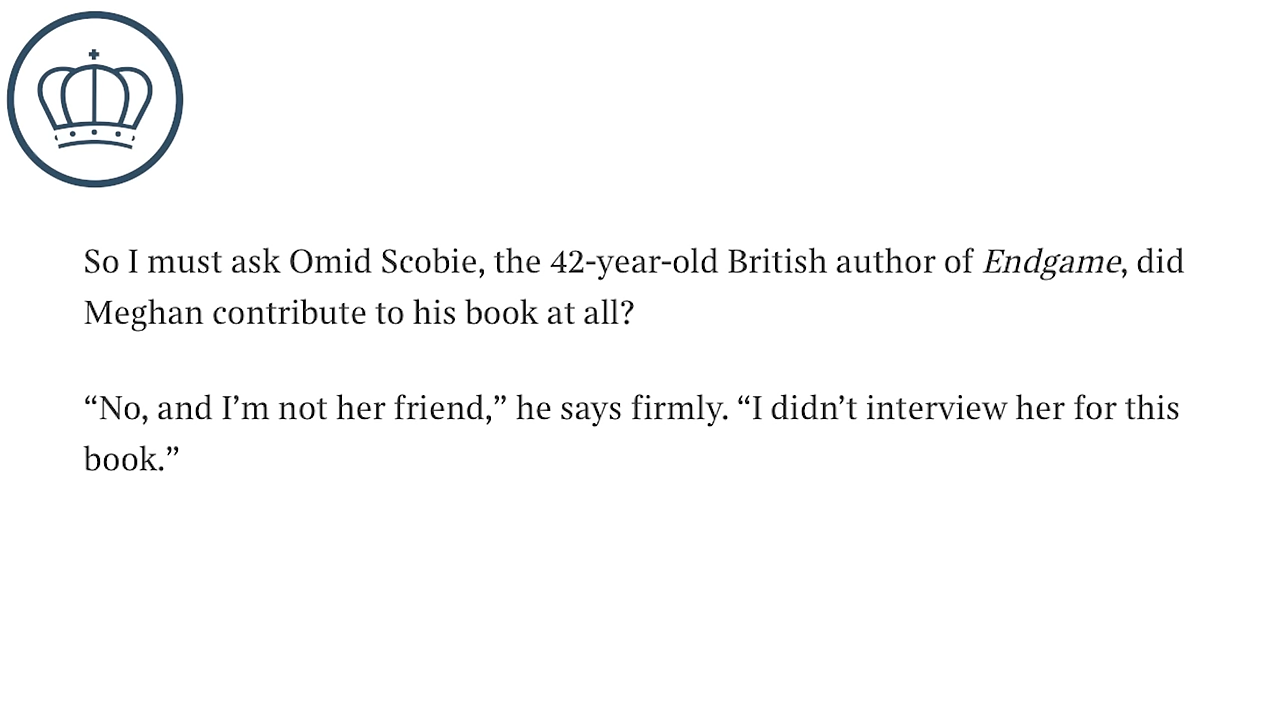 So I must ask Omid Scobie, the 42-year-old British author of Endgame, did
Meghan contribute to his book at all?
“No, and I’m not her friend,” he says firmly. “I didn’t interview her for this
book.”